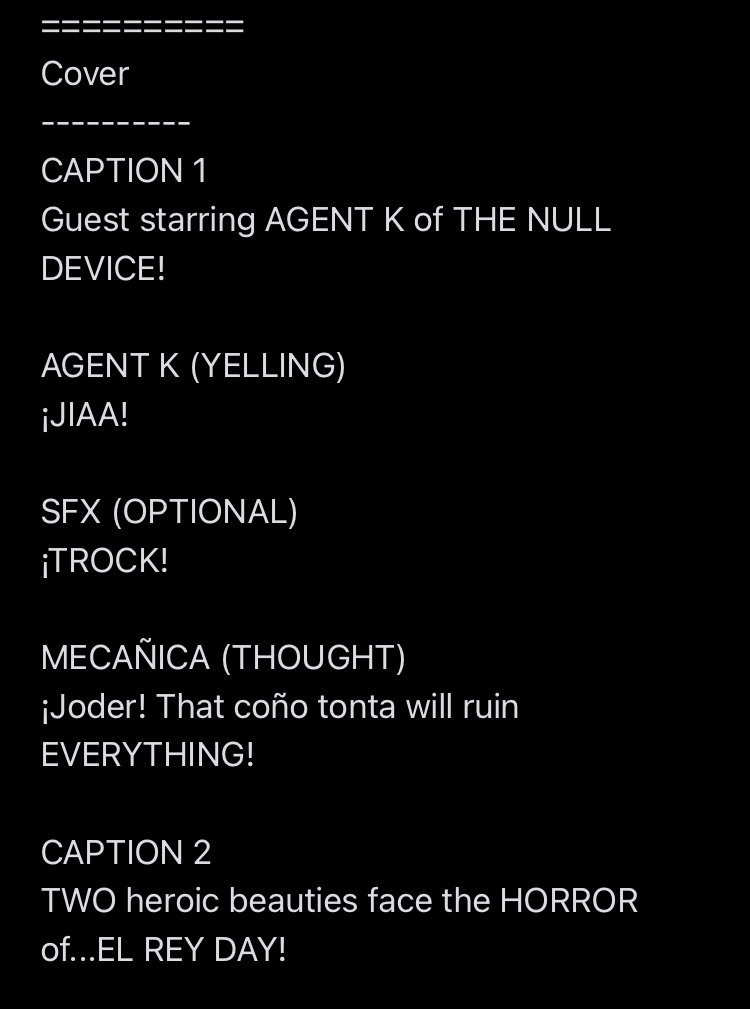 ==========
Cover
----------
CAPTION 1
Guest starring AGENT K of THE NULL
DEVICE!
AGENT K (YELLING)
¡JIAA!
SFX (OPTIONAL)
¡TROCK!
MECAÑICA (THOUGHT)
¡Joder! That coño tonta will ruin
EVERYTHING!
CAPTION 2
TWO heroic beauties face the HORROR
of...EL REY DAY!